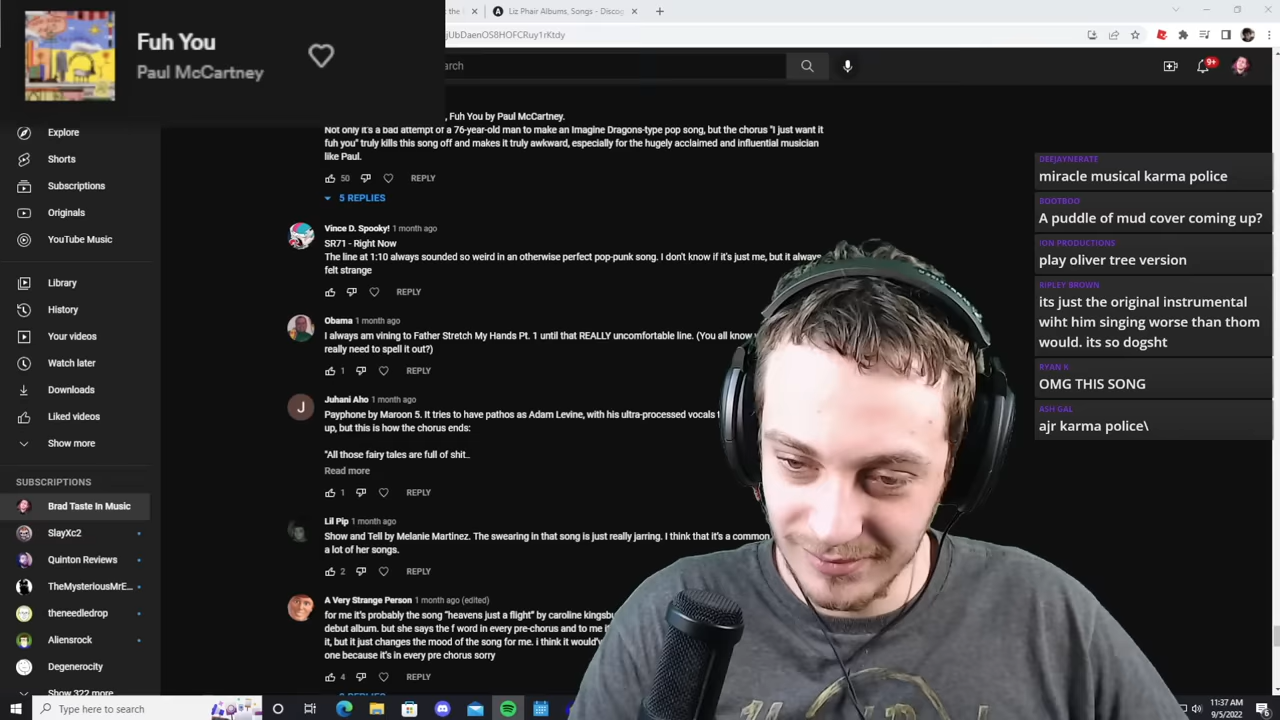 Fuh You
Paul McCartney
t the l
Liz Phair Albums, Songs - Discog
jUbDaenOS8HOFCRuy1rKtdy
9+
arch
9+
Explore
Shorts
Subscriptions
Originals
YouTube Music
Library
History
Your videos
Watch later
Downloads
Liked videos
Show more
SUBSCRIPTIONS
Brad Taste In Music
SlayXc2
Quinton Reviews
TheMysteriousMrE...
theneedledrop
Aliensrock
Degenerocity
Show 322 more
, Fuh You by Paul McCartney.
Not only it's a bad attempt of a 76-year-old man to make an Imagine Dragons-type pop song, but the chorus "I just want it
fuh you" truly kills this song off and makes it truly awkward, especially for the hugely acclaimed and influential musician
like Paul.
50
REPLY
5 REPLIES
Vince D. Spooky! 1 month ago
SR71 - Right Now
The line at 1:10 always sounded so weird in an otherwise perfect pop-punk song. I don't know if it's just me, but it always
felt strange
REPLY
Obama 1 month ago
I always am vining to Father Stretch My Hands Pt. 1 until that REALLY uncomfortable line. (You all know
really need to spell it out?)
1
REPLY
J
Juhani Aho 1 month ago
Payphone by Maroon 5. It tries to have pathos as Adam Levine, with his ultra-processed vocals
up, but this is how the chorus ends:
"All those fairy tales are full of shit..
Read more
1
REPLY
Lil Pip 1 month ago
Show and Tell by Melanie Martinez. The swearing in that song is just really jarring. I think that it's a common
a lot of her songs.
2
REPLY
A Very Strange Person 1 month ago (edited)
for me it's probably the song "heavens just a flight" by caroline kingsbu
debut album. but she says the f word in every pre-chorus and to me i
it, but it just changes the mood of the song for me. i think it would'v
one because it's in every pre chorus sorry
4
REPLY
DEEJAYNERATE
miracle musical karma police
BOOTBOO
A puddle of mud cover coming up?
ION PRODUCTIONS
play oliver tree version
RIPLEY BROWN
its just the original instrumental
wiht him singing worse than thom
would. its so dogsht
RYAN K
OMG THIS SONG
ASH GAL
ajr karma police\
Type here to search
11:37 AM
9/5/2022
6